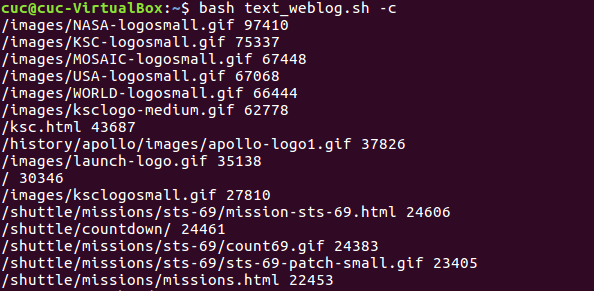 cuc@cuc-VirtualBox:~$ bash text_weblog.sh -c
/images/NASA-logosmall.gif 97410
/images/KSC-logosmall.gif 75337
/images/MOSAIC-logosmall.gif 67448
/images/USA-logosmall.gif 67068
/images/WORLD-logosmall.gif 66444
/images/ksclogo-medium.gif 62778
/ksc.html 43687
/history/apollo/images/apollo-logo1.gif 37826
/images/launch-logo.gif 35138
/ 30346
/images/ksclogosmall.gif 27810
/shuttle/missions/sts-69/mission-sts-69.html 24606
/shuttle/countdown/ 24461
/shuttle/missions/sts-69/count69.gif 24383
/shuttle/missions/sts-69/sts-69-patch-small.gif 23405
/shuttle/missions/missions.html 22453